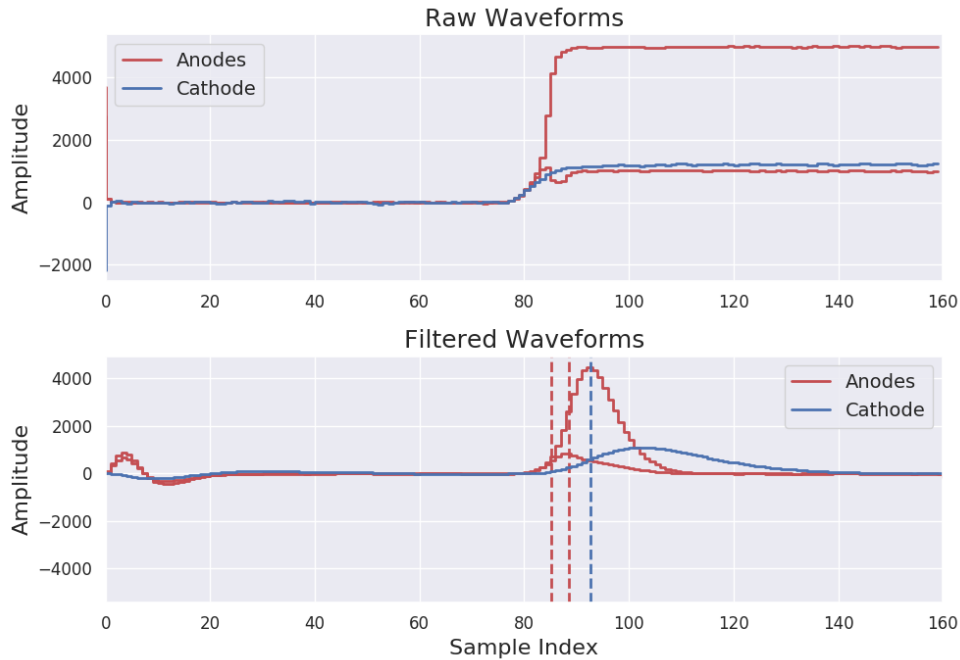 Raw Waveforms
Amplitude
4000
2000
0
−2000
Anodes
Cathode
0 20 40 60 80 100 120 140 160
Filtered Waveforms
Amplitude
4000
2000
0
−2000
−4000
Anodes
Cathode
0 20 40 60 80 100 120 140 160
Sample Index